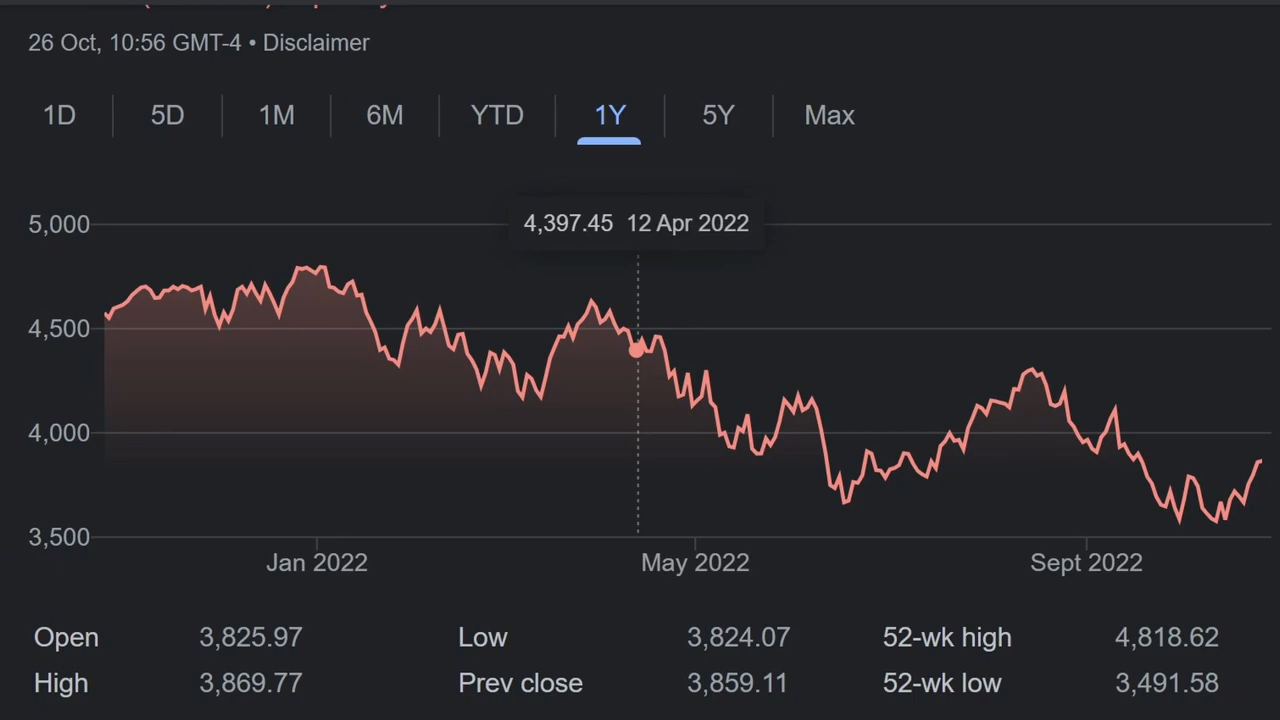 26 Oct, 10:56 GMT-4 • Disclaimer
1D 5D 1M 6M YTD 1Y 5Y Max
4,397.45 12 Apr 2022
5,000
4,500
4,000
3,500
Jan 2022 May 2022 Sept 2022
Open 3,825.97 Low 3,824.07 52-wk high 4,818.62
High 3,869.77 Prev close 3,859.11 52-wk low 3,491.58